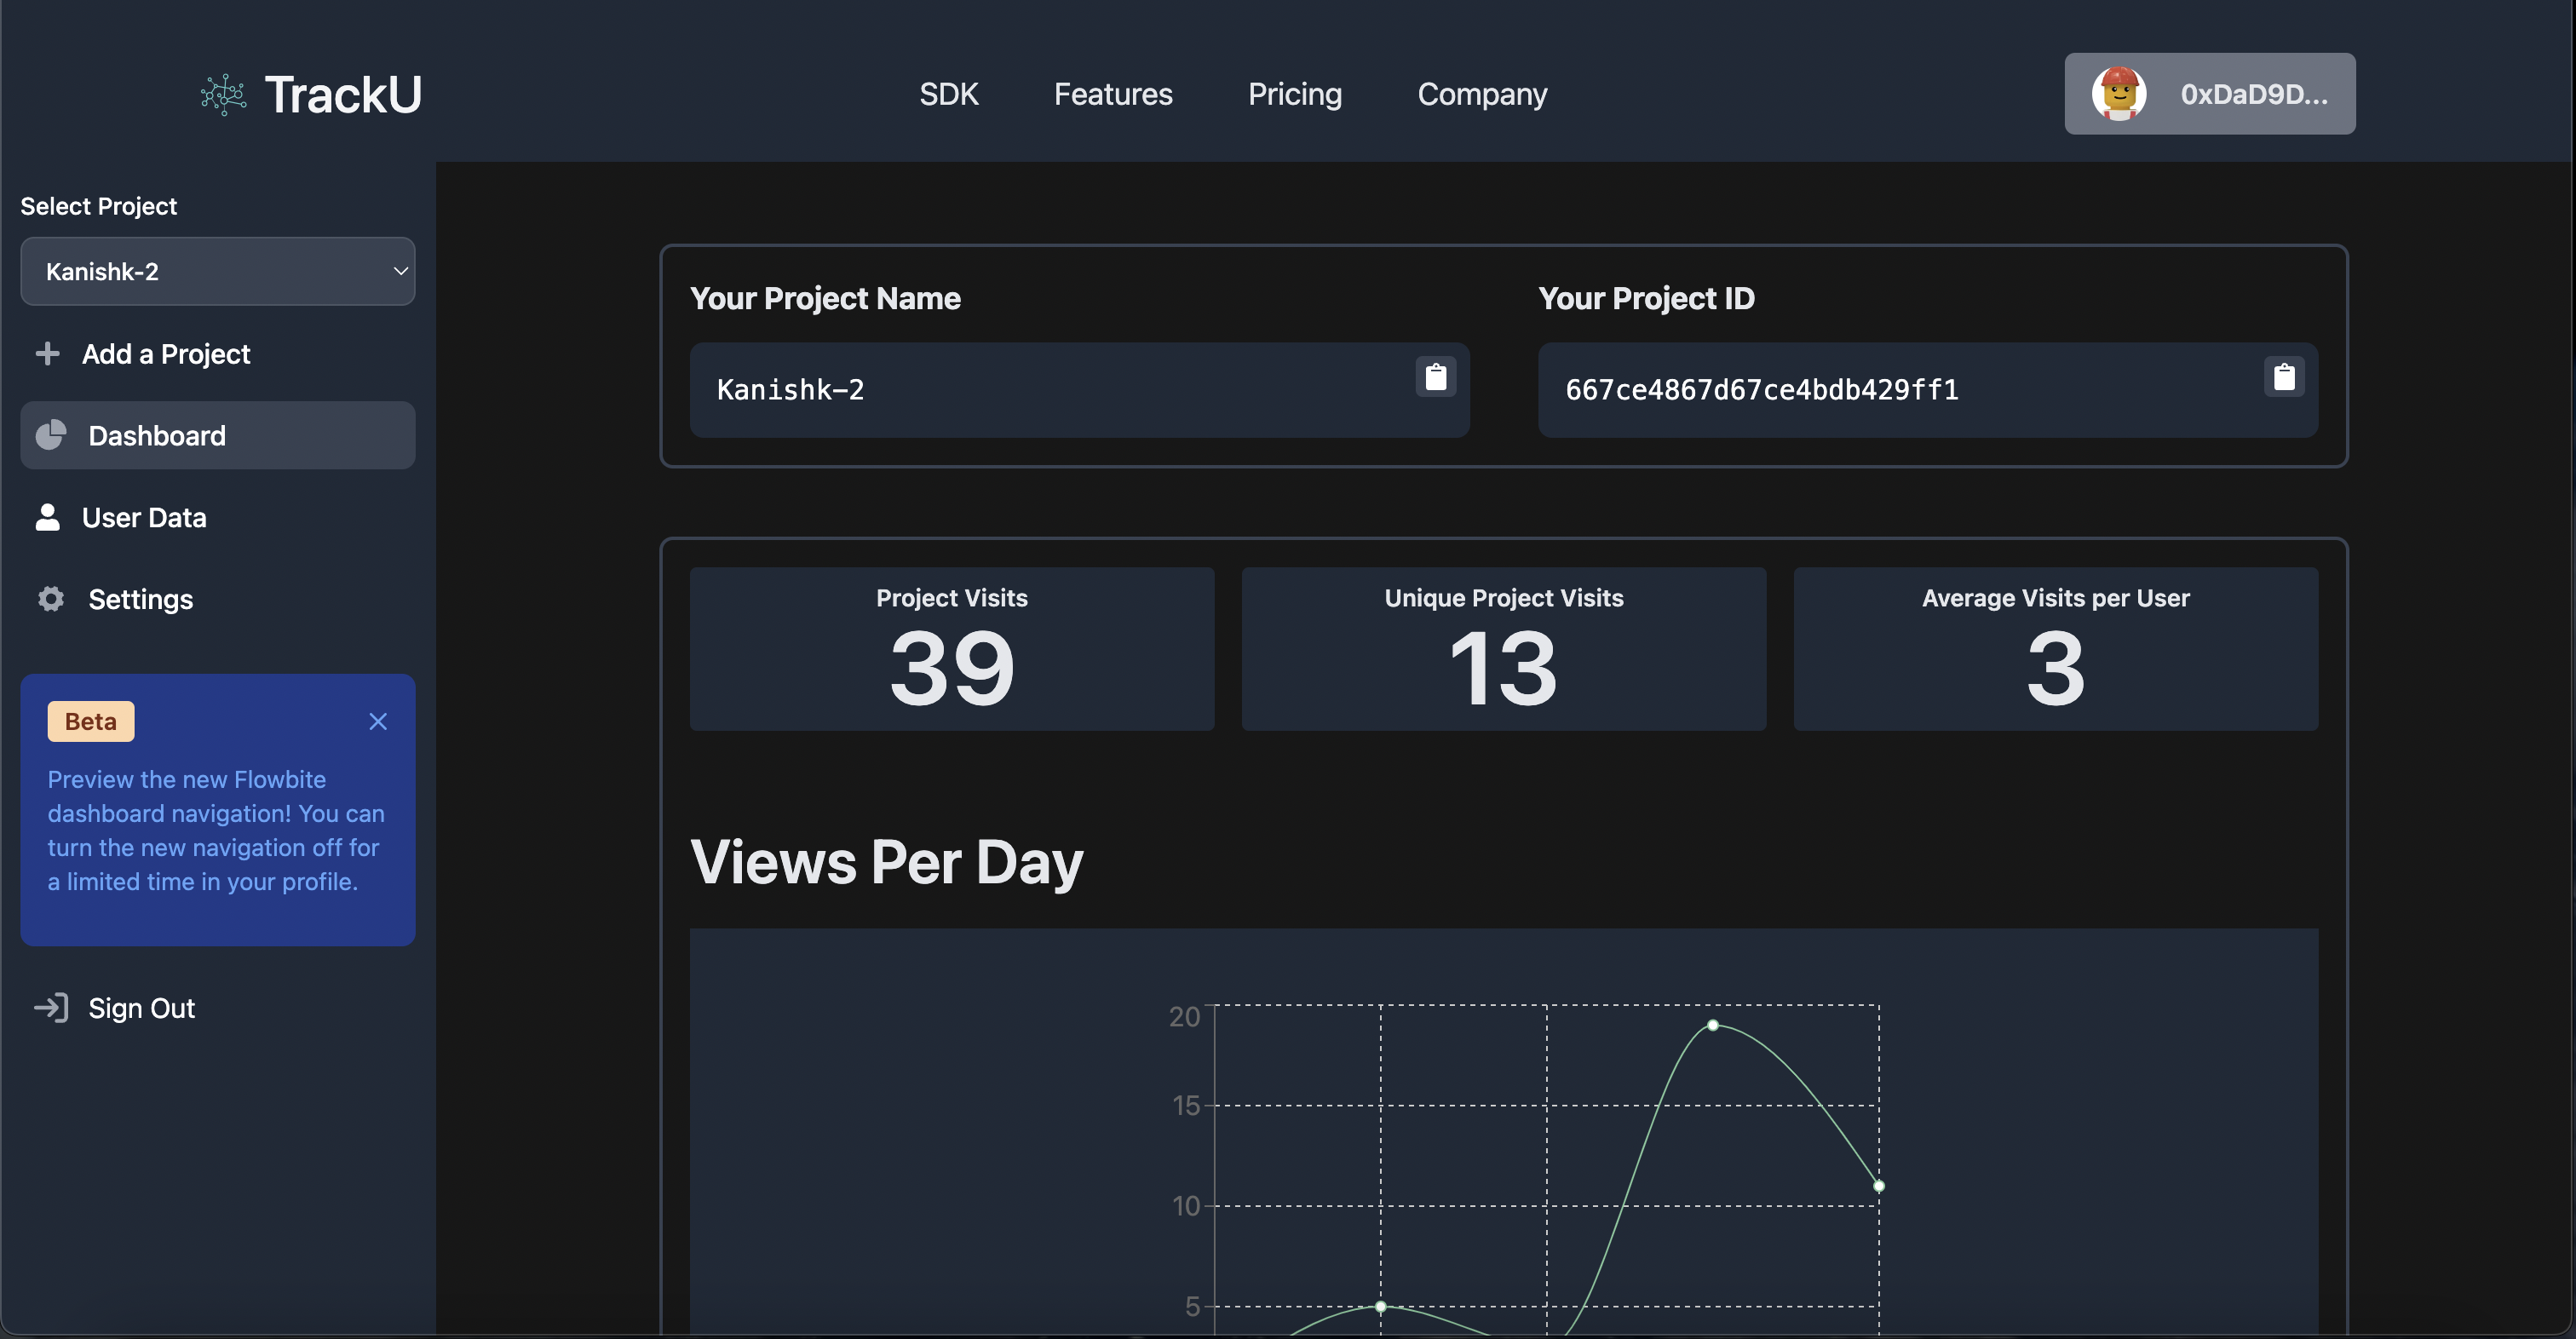 TrackU
SDK
Features
Pricing
Company
0xDaD9D...
Select Project
Kanishk-2
Add a Project
Dashboard
User Data
Settings
Beta
Preview the new Flowbite
dashboard navigation! You can
turn the new navigation off for
a limited time in your profile.
Sign Out
Your Project Name
Kanishk-2
Your Project ID
667ce4867d67ce4bdb429ff1
Project Visits
39
Unique Project Visits
13
Average Visits per User
3
Views Per Day
20
15
10
5